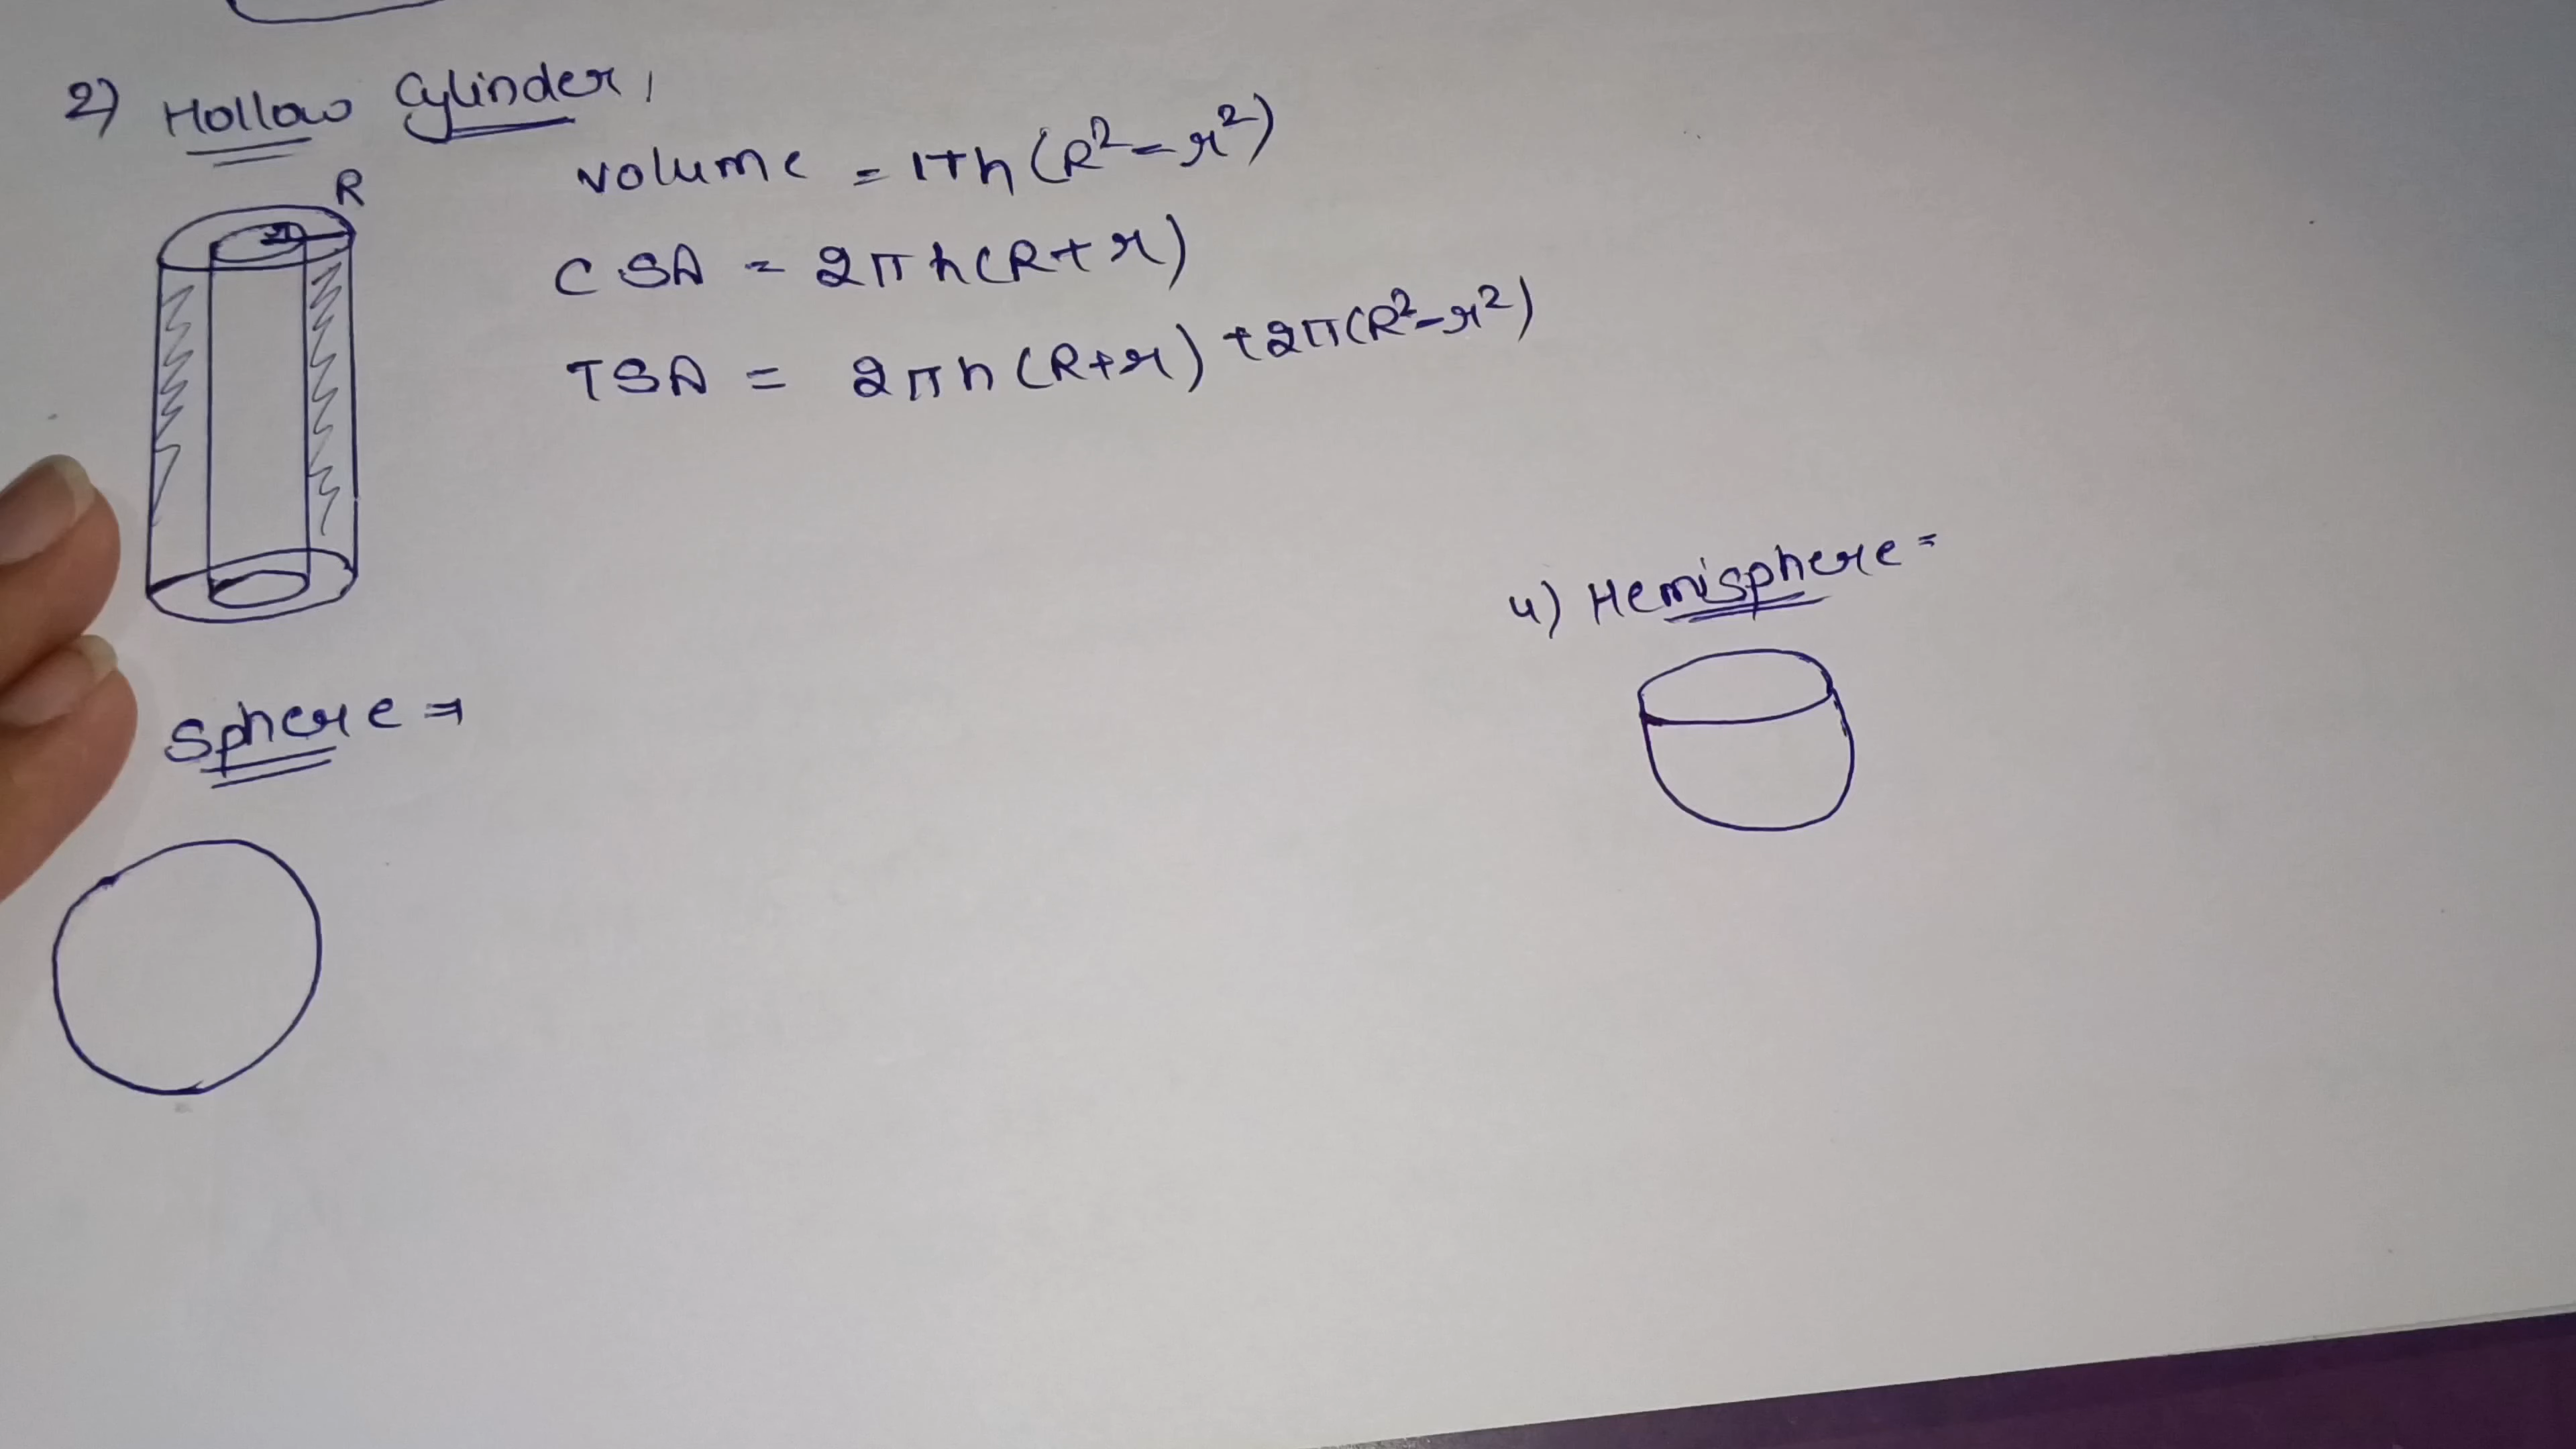 2) Hollow Cylinder,
R
r
Volume = πh (R² - r²)
CSA = 2πh(R+r)
TSA = 2πh (R+r) +2π(R²-r²)
4) Hemisphere =
Sphere =